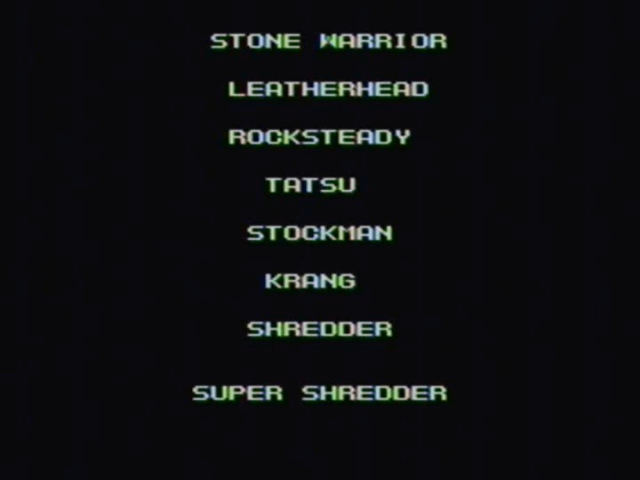 STONE WARRIOR
LEATHERHEAD
ROCKSTEADY
TATSU
STOCKMAN
KRANG
SHREDDER
SUPER SHREDDER